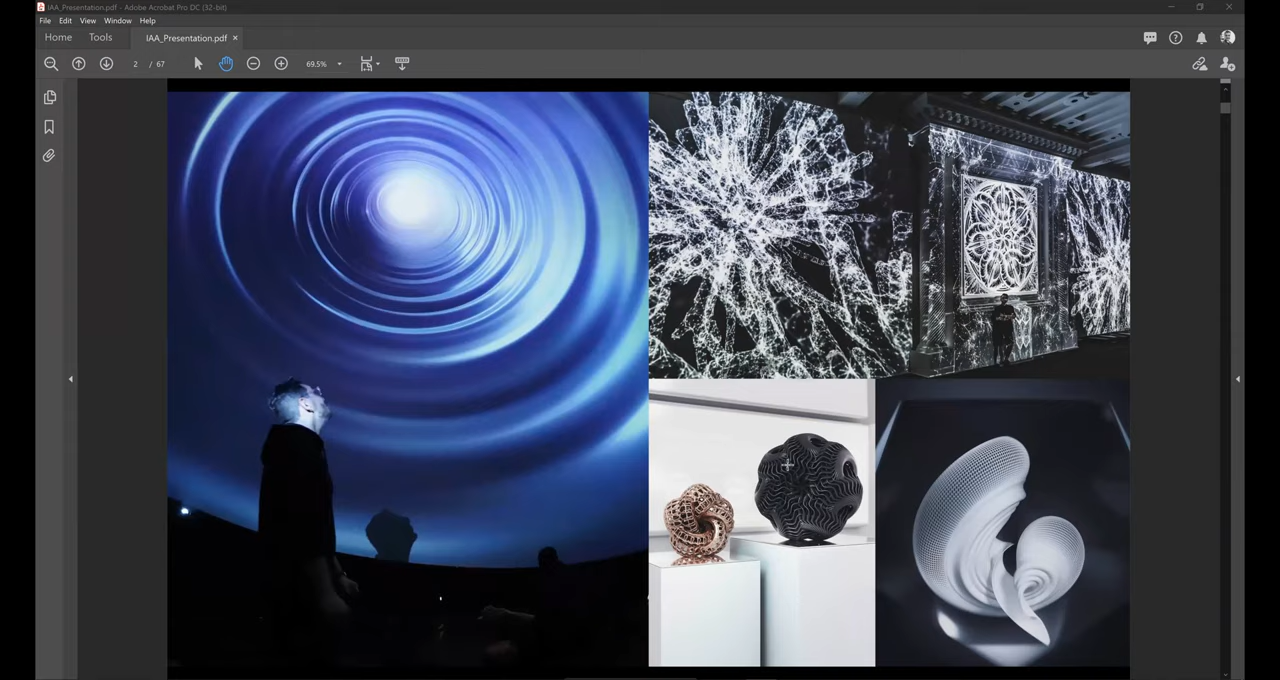 IAA_Presentation.pdf - Adobe Acrobat Pro DC (32-bit)
File Edit View Window Help
Home Tools IAA_Presentation.pdf ×
2 / 67 69.5%